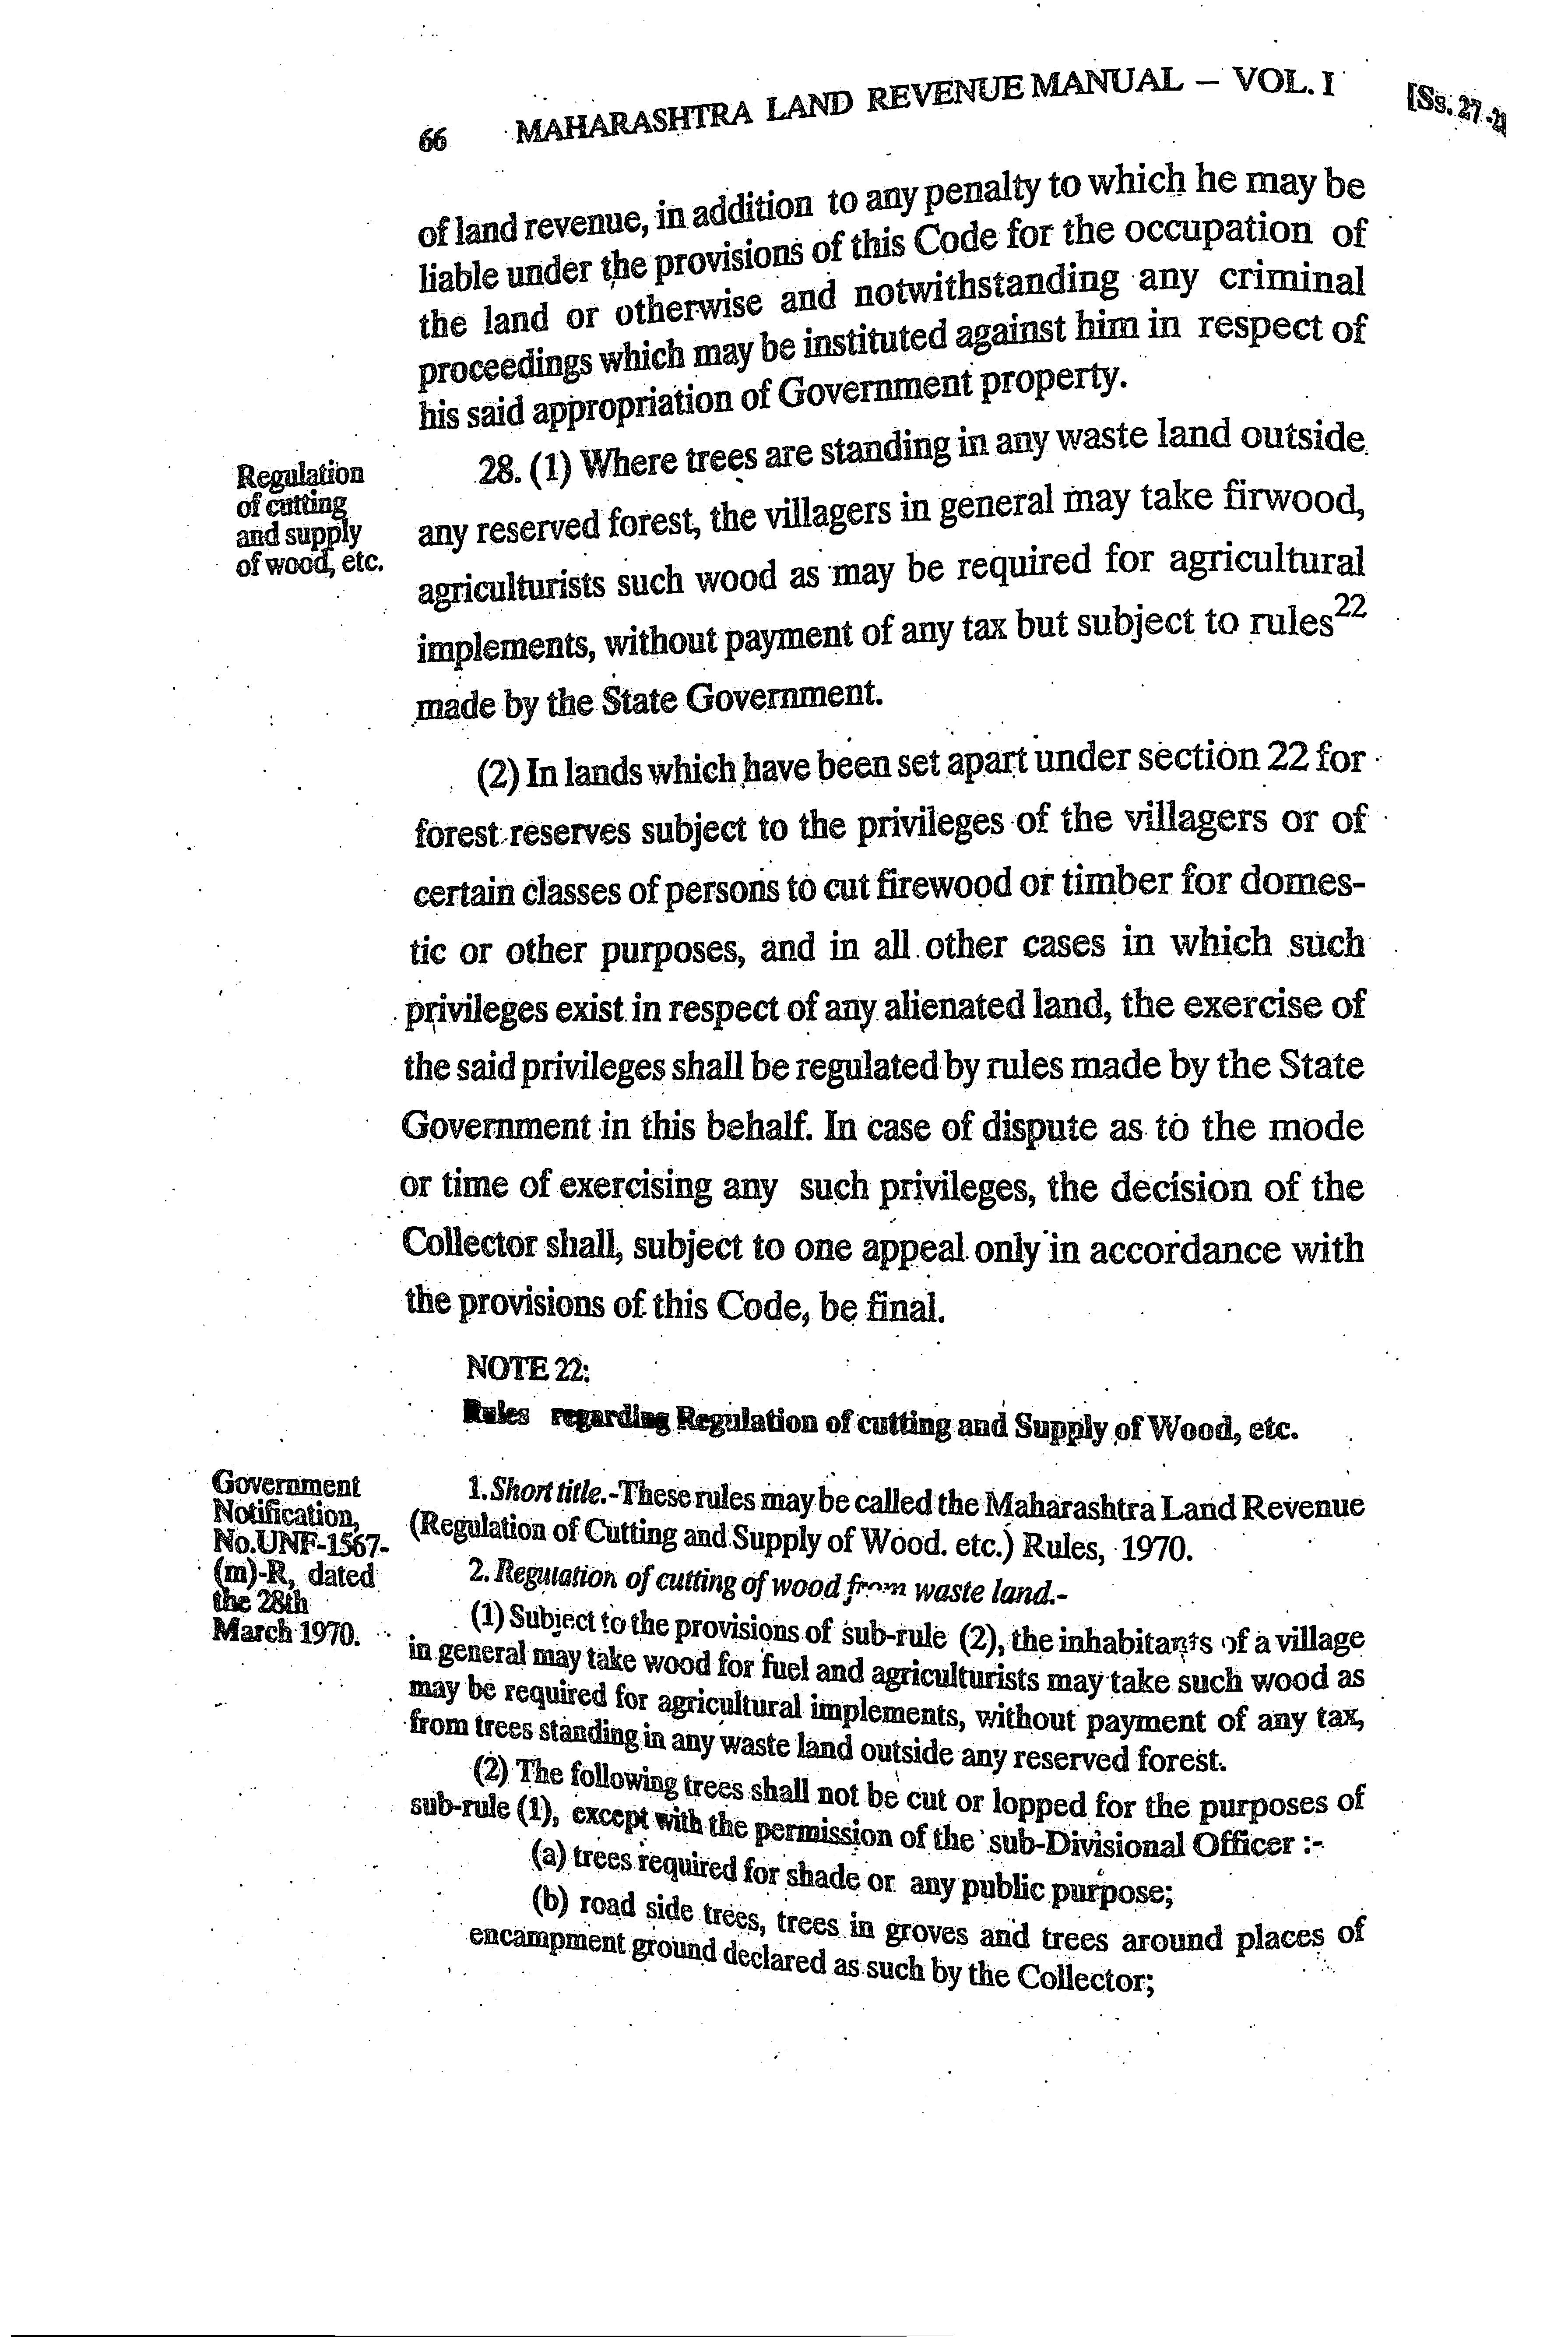 66 MAHARASHTRA LAND REVENUE MANUAL – VOL. I [Ss. 27-2
of land revenue, in addition to any penalty to which he may be
liable under the provisions of this Code for the occupation of
the land or otherwise and notwithstanding any criminal
proceedings which may be instituted against him in respect of
his said appropriation of Government property.
Regulation
of cutting
and supply
of wood, etc.
28. (1) Where trees are standing in any waste land outside
any reserved forest, the villagers in general may take firwood,
agriculturists such wood as may be required for agricultural
implements, without payment of any tax but subject to rules22
made by the State Government.
(2) In lands which have been set apart under section 22 for
forest reserves subject to the privileges of the villagers or of
certain classes of persons to cut firewood or timber for domes-
tic or other purposes, and in all other cases in which such
privileges exist in respect of any alienated land, the exercise of
the said privileges shall be regulated by rules made by the State
Government in this behalf. In case of dispute as to the mode
or time of exercising any such privileges, the decision of the
Collector shall, subject to one appeal only in accordance with
the provisions of this Code, be final.
NOTE 22:
Rules regarding Regulation of cutting and Supply of Wood, etc.
Government
Notification,
No.UNF-1567-
(m)-R, dated
the 28th
March 1970.
1. Short title.-These rules may be called the Maharashtra Land Revenue
(Regulation of Cutting and Supply of Wood. etc.) Rules, 1970.
2. Regulation of cutting of wood from waste land.-
(1) Subject to the provisions of sub-rule (2), the inhabitants of a village
in general may take wood for fuel and agriculturists may take such wood as
may be required for agricultural implements, without payment of any tax,
from trees standing in any waste land outside any reserved forest.
(2) The following trees shall not be cut or lopped for the purposes of
sub-rule (1), except with the permission of the sub-Divisional Officer :-
(a) trees required for shade or any public purpose;
(b) road side trees, trees in groves and trees around places of
encampment ground declared as such by the Collector;